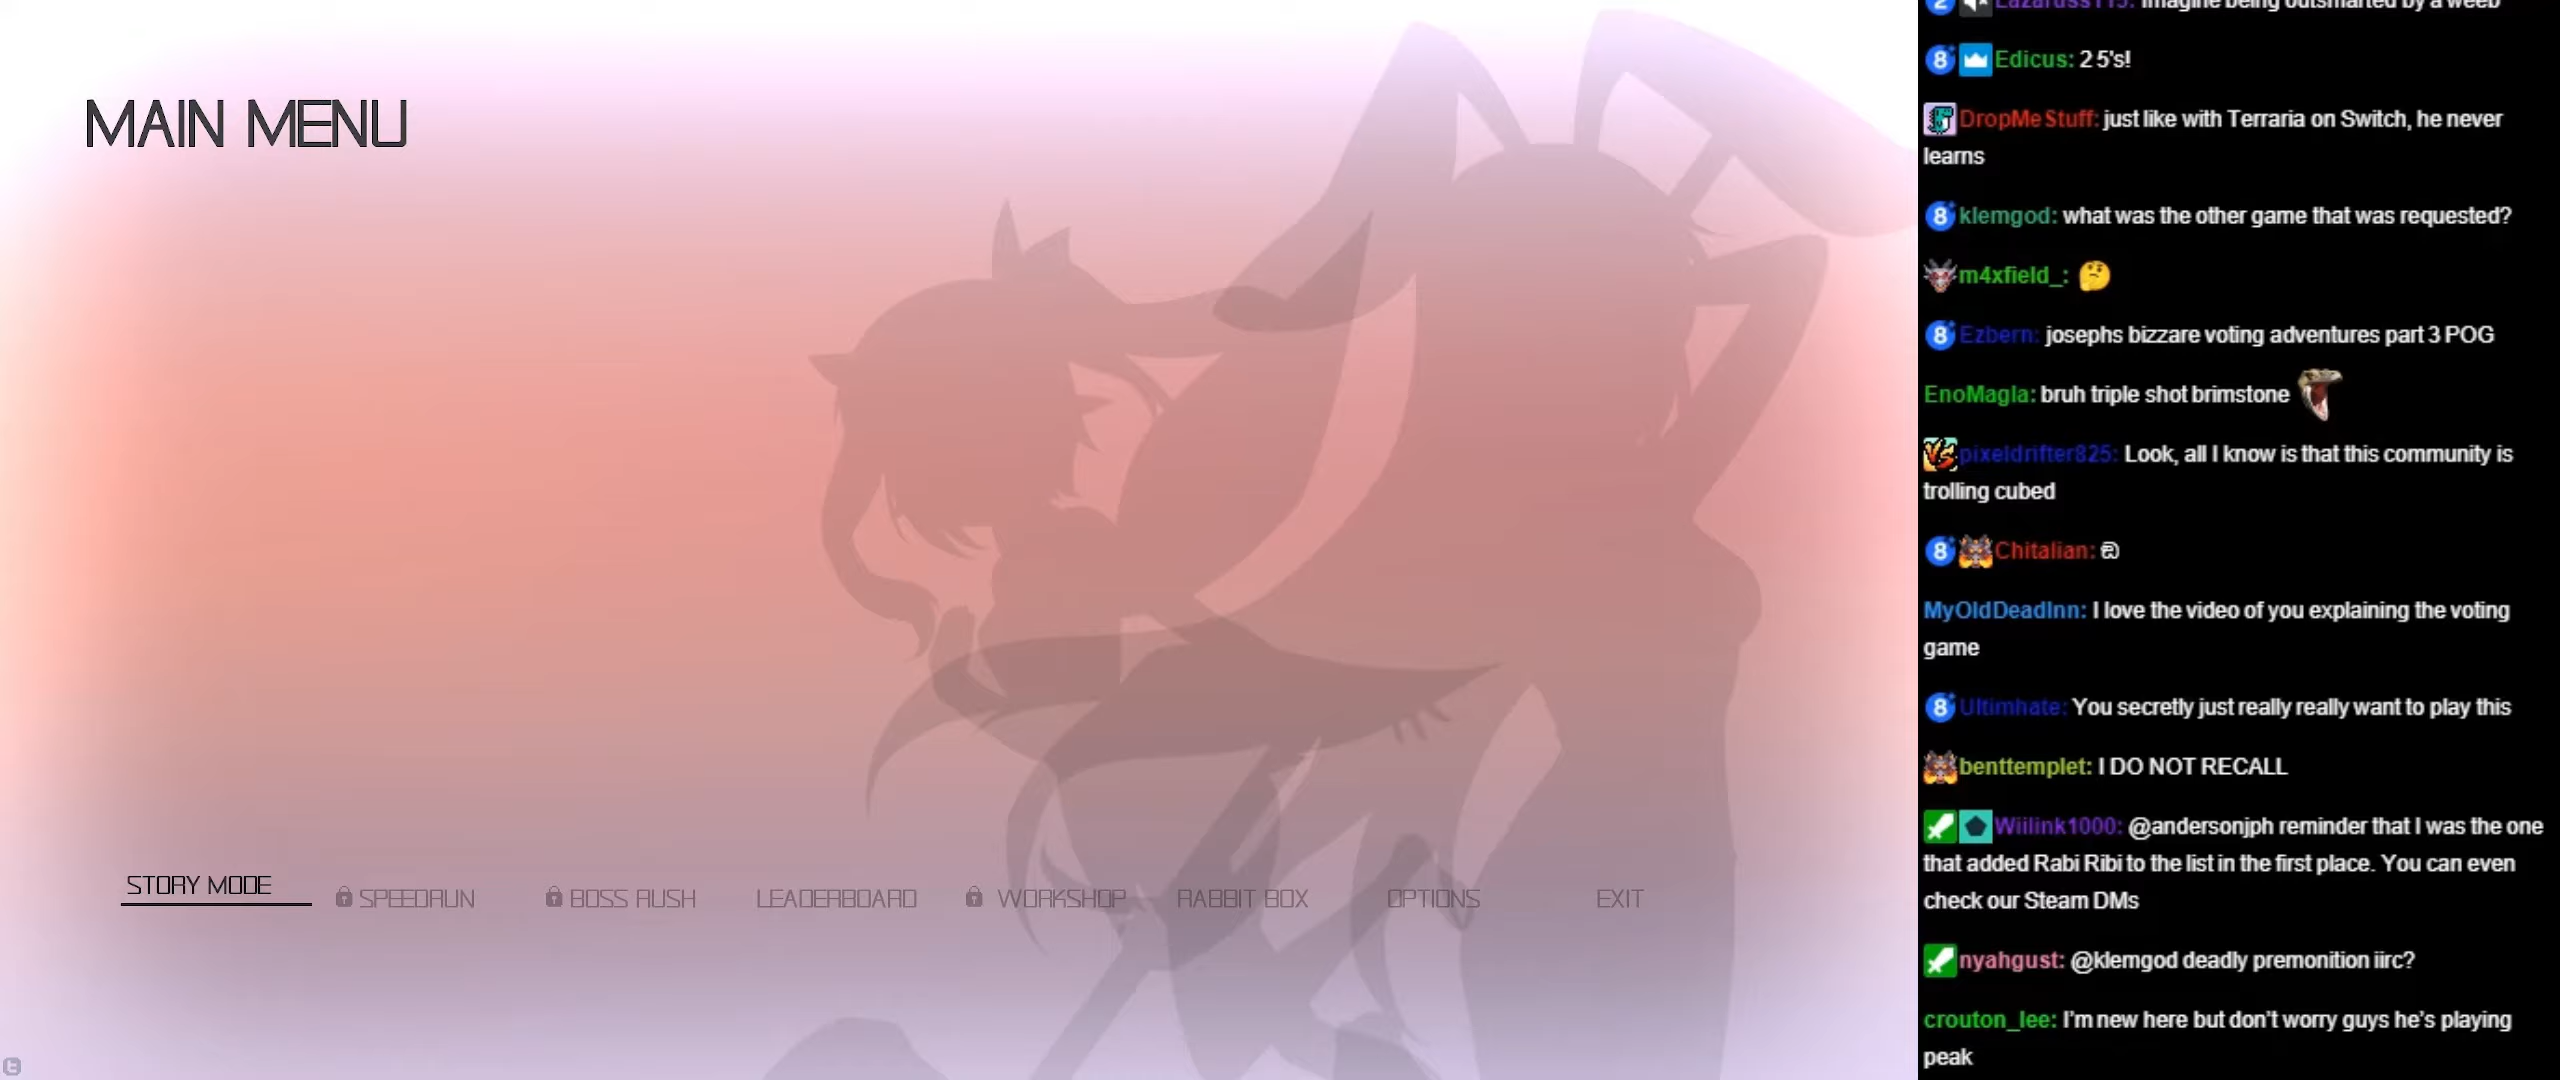 MAIN MENU
STORY MODE
SPEEDRUN
BOSS RUSH
LEADERBOARD
WORKSHOP
RABBIT BOX
OPTIONS
EXIT
Lazaruss115: Imagine being outsmarted by a weeb
Edicus: 2 5's!
DropMeStuff: just like with Terraria on Switch, he never
learns
klemgod: what was the other game that was requested?
m4xfield_: 🤔
Ezbern: josephs bizzare voting adventures part 3 POG
EnoMagla: bruh triple shot brimstone
pixeldrifter825: Look, all I know is that this community is
trolling cubed
Chitalian: ඞ
MyOldDeadInn: I love the video of you explaining the voting
game
Ultimhate: You secretly just really really want to play this
benttemplet: I DO NOT RECALL
Wiilink1000: @andersonjph reminder that I was the one
that added Rabi Ribi to the list in the first place. You can even
check our Steam DMs
nyahgust: @klemgod deadly premonition iirc?
crouton_lee: I'm new here but don't worry guys he's playing
peak